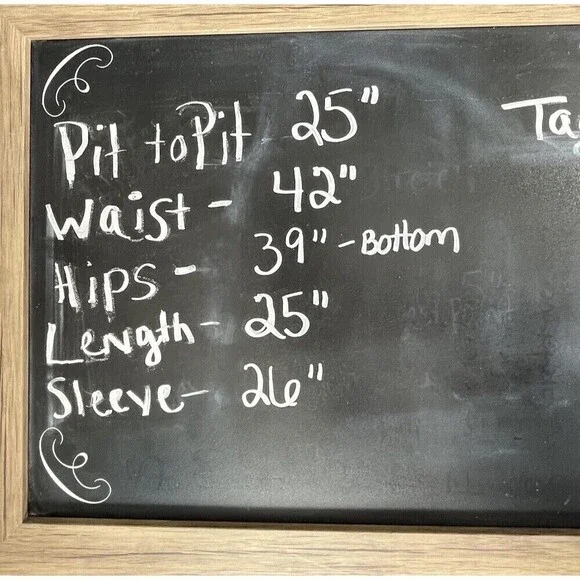 Pit to Pit 25"
Waist - 42"
Hips - 39" - Bottom
Length - 25"
Sleeve - 26"